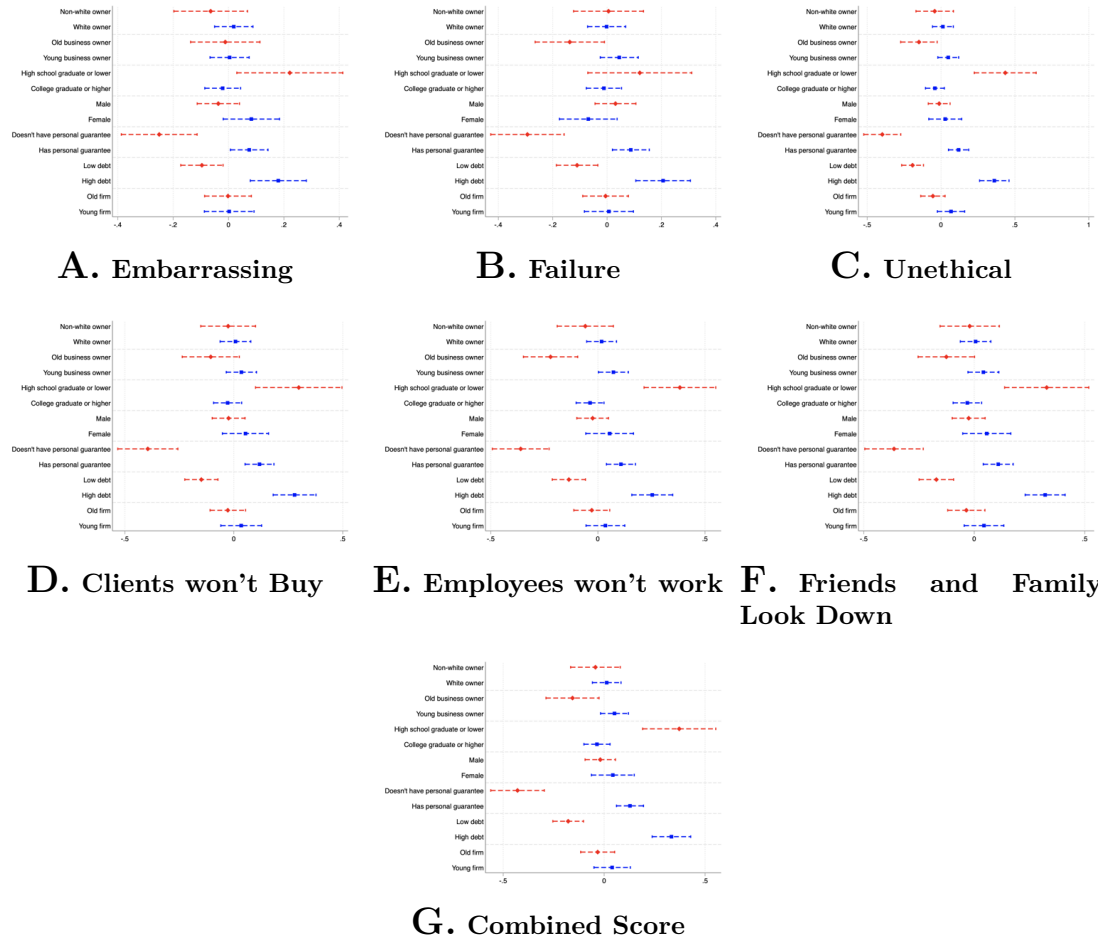 Non-white owner
White owner
Old business owner
Young business owner
High school graduate or lower
College graduate or higher
Male
Female
Doesn't have personal guarantee
Has personal guarantee
Low debt
High debt
Old firm
Young firm
-.4 -.2 0 .2 .4
A. Embarrassing
Non-white owner
White owner
Old business owner
Young business owner
High school graduate or lower
College graduate or higher
Male
Female
Doesn't have personal guarantee
Has personal guarantee
Low debt
High debt
Old firm
Young firm
-.4 -.2 0 .2 .4
B. Failure
Non-white owner
White owner
Old business owner
Young business owner
High school graduate or lower
College graduate or higher
Male
Female
Doesn't have personal guarantee
Has personal guarantee
Low debt
High debt
Old firm
Young firm
-.5 0 .5 1
C. Unethical
Non-white owner
White owner
Old business owner
Young business owner
High school graduate or lower
College graduate or higher
Male
Female
Doesn't have personal guarantee
Has personal guarantee
Low debt
High debt
Old firm
Young firm
-.5 0 .5
D. Clients won't Buy
Non-white owner
White owner
Old business owner
Young business owner
High school graduate or lower
College graduate or higher
Male
Female
Doesn't have personal guarantee
Has personal guarantee
Low debt
High debt
Old firm
Young firm
-.5 0 .5
E. Employees won't work
Non-white owner
White owner
Old business owner
Young business owner
High school graduate or lower
College graduate or higher
Male
Female
Doesn't have personal guarantee
Has personal guarantee
Low debt
High debt
Old firm
Young firm
-.5 0 .5
F. Friends and Family
Look Down
Non-white owner
White owner
Old business owner
Young business owner
High school graduate or lower
College graduate or higher
Male
Female
Doesn't have personal guarantee
Has personal guarantee
Low debt
High debt
Old firm
Young firm
-.5 0 .5
G. Combined Score